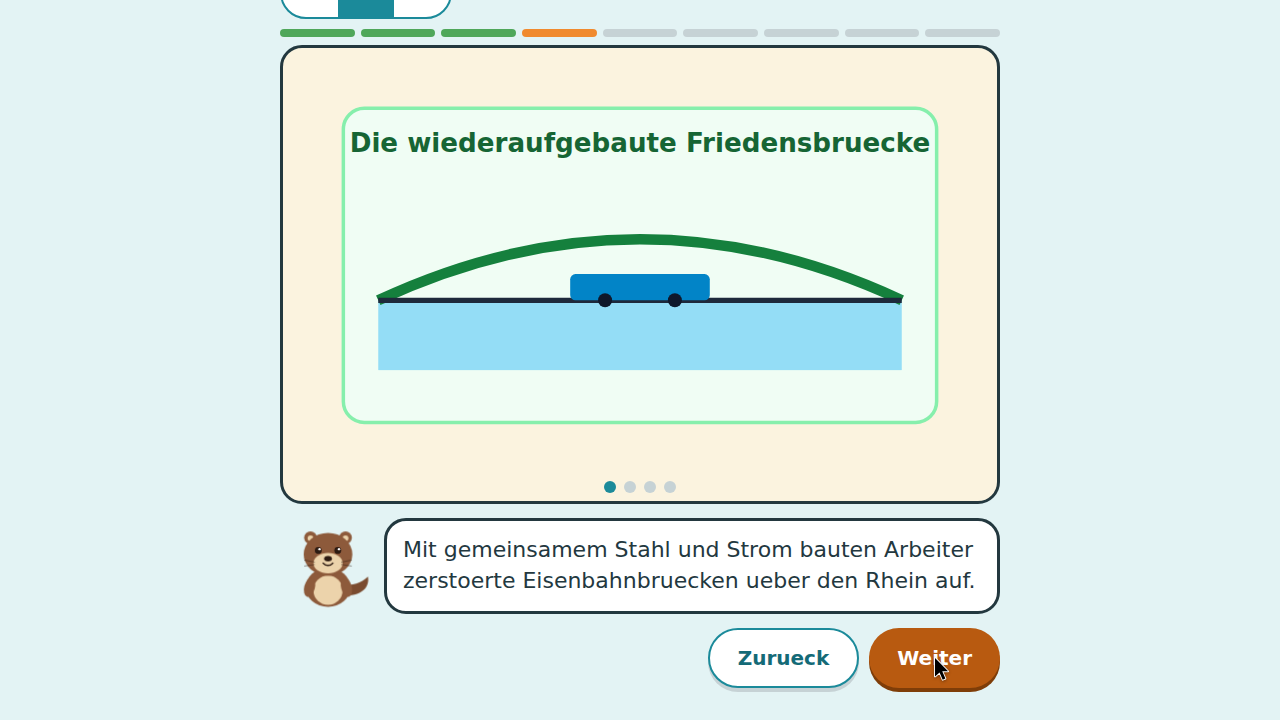 Die wiederaufgebaute Friedensbruecke
Mit gemeinsamem Stahl und Strom bauten Arbeiter
zerstoerte Eisenbahnbruecken ueber den Rhein auf.
Zurueck
Weiter